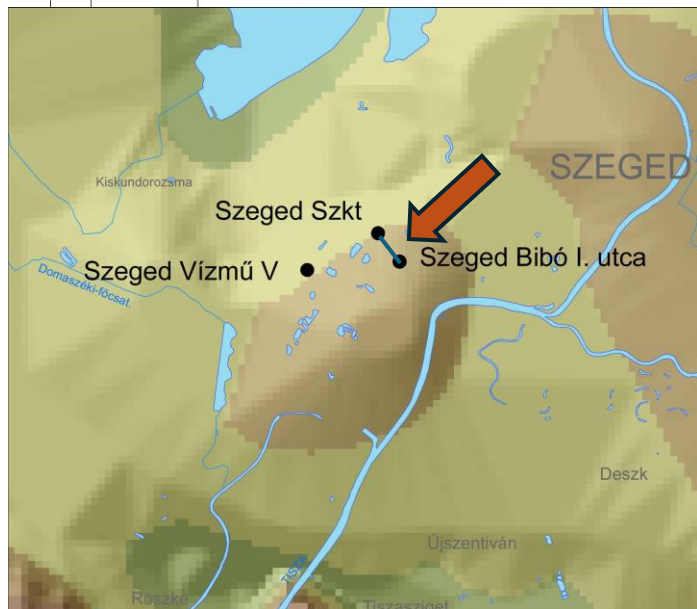 Kiskundorozsma
SZEGED
Szeged Szkt
Szeged Bibó I. utca
Szeged Vízmű V
Domaszéki-főcsat.
Deszk
Újszentiván
TISZA
Röszke
Tiszasziget